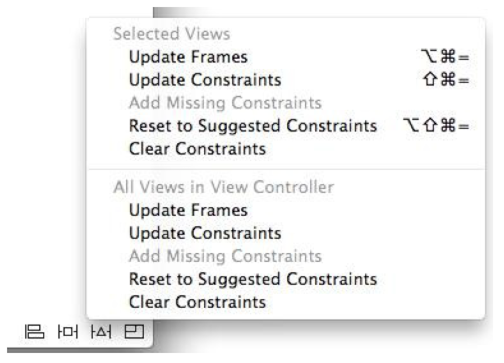 Selected Views
Update Frames ⌥⌘=
Update Constraints ⇧⌘=
Add Missing Constraints
Reset to Suggested Constraints ⌥⇧⌘=
Clear Constraints
All Views in View Controller
Update Frames
Update Constraints
Add Missing Constraints
Reset to Suggested Constraints
Clear Constraints